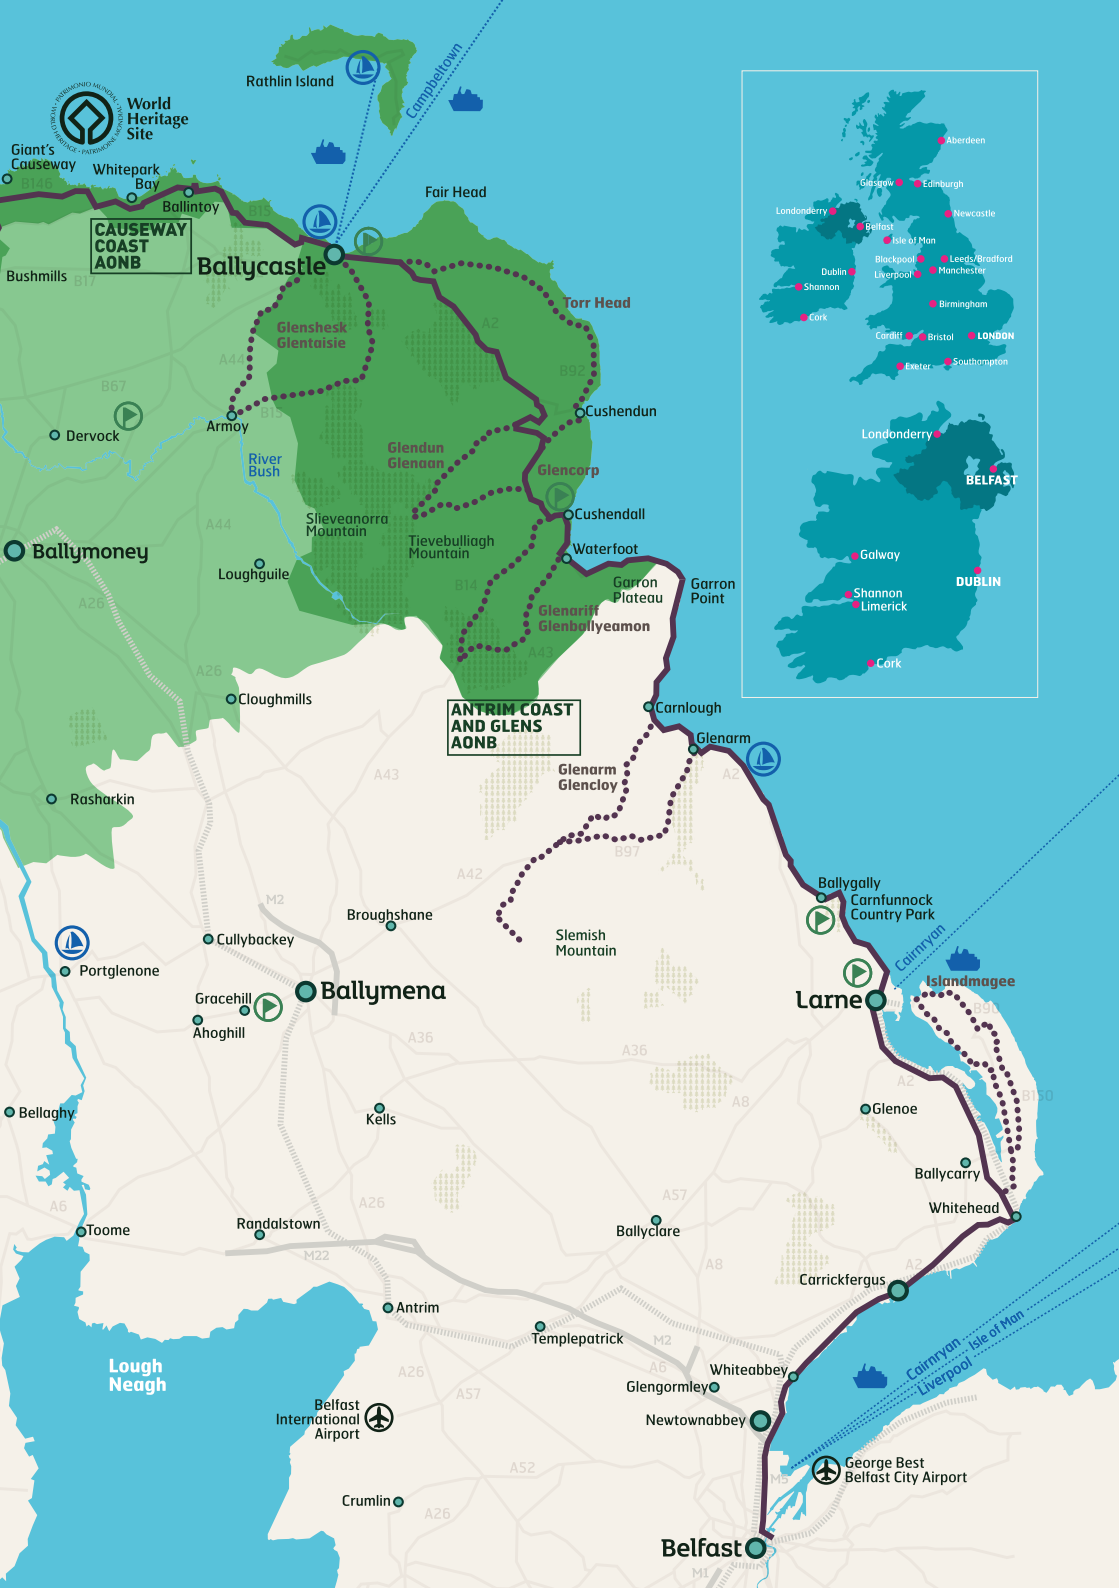 Rathlin Island
Campbeltown
PATRIMONIO MUNDIAL
WORLD HERITAGE
PATRIMOINE MONDIAL
World
Heritage
Site
Giant's
Causeway
B146
Whitepark
Bay
Ballintoy
B15
Fair Head
CAUSEWAY
COAST
AONB
Bushmills
B17
Ballycastle
Torr Head
Glenshesk
Glentaisie
A2
A44
B92
B67
B15
Armoy
Dervock
Cushendun
River
Bush
Glendun
Glenaan
Glencorp
Slieveanorra
Mountain
A44
Cushendall
Tievebulliagh
Mountain
Waterfoot
Ballymoney
Loughguile
B14
Garron
Plateau
Garron
Point
A26
Glenariff
Glenballyeamon
A43
A26
Cloughmills
ANTRIM COAST
AND GLENS
AONB
Carnlough
Glenarm
A43
Glenarm
Glencloy
A2
Rasharkin
B97
A42
Ballygally
Carnfunnock
Country Park
M2
Broughshane
Cullybackey
Slemish
Mountain
Cairnryan
Portglenone
Islandmagee
Gracehill
Ballymena
Larne
B90
Ahoghill
A36
A36
A2
B150
Bellaghy
Kells
A8
Glenoe
Ballycarry
A6
A26
A57
Whitehead
Toome
Randalstown
Ballyclare
M22
A8
A2
Carrickfergus
Antrim
Templepatrick
M2
Lough
Neagh
A26
A6
Whiteabbey
Cairnryan
Isle of Man
Liverpool
A57
Glengormley
Belfast
International
Airport
Newtownabbey
A52
George Best
Belfast City Airport
M5
Crumlin
A26
Belfast
M1
Aberdeen
Glasgow
Edinburgh
Londonderry
Newcastle
Belfast
Isle of Man
Blackpool
Leeds/Bradford
Dublin
Liverpool
Manchester
Shannon
Birmingham
Cork
Cardiff
Bristol
LONDON
Exeter
Southampton
Londonderry
BELFAST
Galway
DUBLIN
Shannon
Limerick
Cork